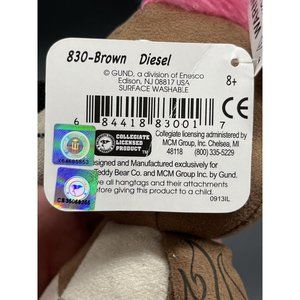 830-Brown Diesel
© GUND, a division of Enesco
Edison, NJ 08817 USA
SURFACE WASHABLE
8+
6 84418 83001 7
CE
COLLEGIATE
LICENSED
PRODUCT
Collegiate licensing administered by
MCM Group, Inc. Chelsea, MI
48118 (800) 335-5229
Designed and Manufactured exclusively for
Teddy Bear Co. and MCM Group, Inc. by Gund.
all hangtags and their attachments
before giving this product to a child.
0913IL